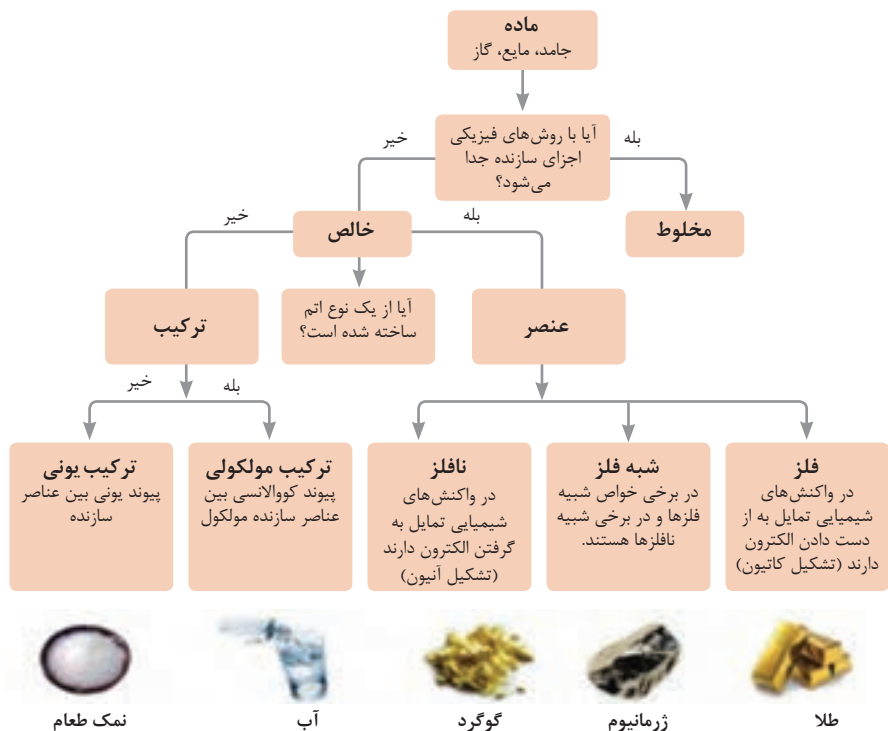 ماده
جامد، مایع، گاز
آیا با روش‌های فیزیکی
اجزای سازنده جدا
می‌شود؟
بله
خیر
مخلوط
خالص
بله
خیر
آیا از یک نوع اتم
ساخته شده است؟
عنصر
ترکیب
بله
خیر
فلز
در واکنش‌های
شیمیایی تمایل به از
دست دادن الکترون
دارند (تشکیل کاتیون)
شبه فلز
در برخی خواص شبیه
فلزها و در برخی شبیه
نافلزها هستند.
نافلز
در واکنش‌های
شیمیایی تمایل به
گرفتن الکترون دارند
(تشکیل آنیون)
ترکیب مولکولی
پیوند کووالانسی بین
عناصر سازنده مولکول
ترکیب یونی
پیوند یونی بین عناصر
سازنده
طلا
ژرمانیوم
گوگرد
آب
نمک طعام